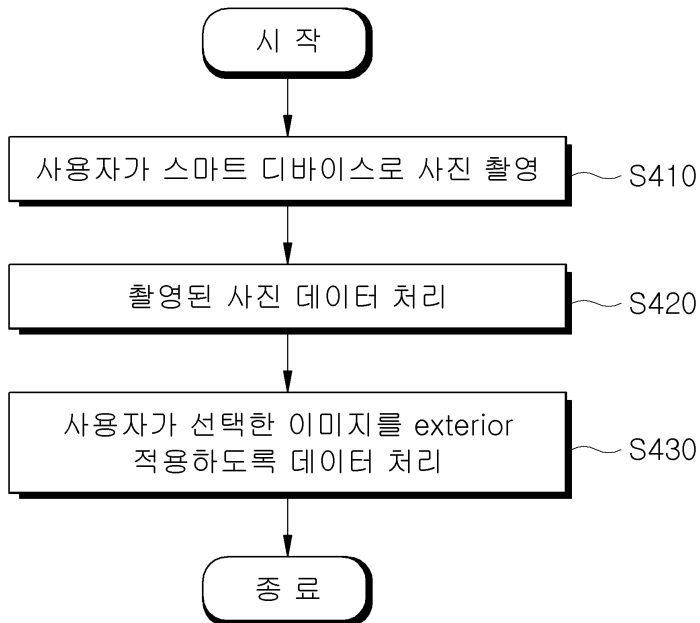 시 작
사용자가 스마트 디바이스로 사진 촬영
S410
촬영된 사진 데이터 처리
S420
사용자가 선택한 이미지를 exterior
적용하도록 데이터 처리
S430
종 료